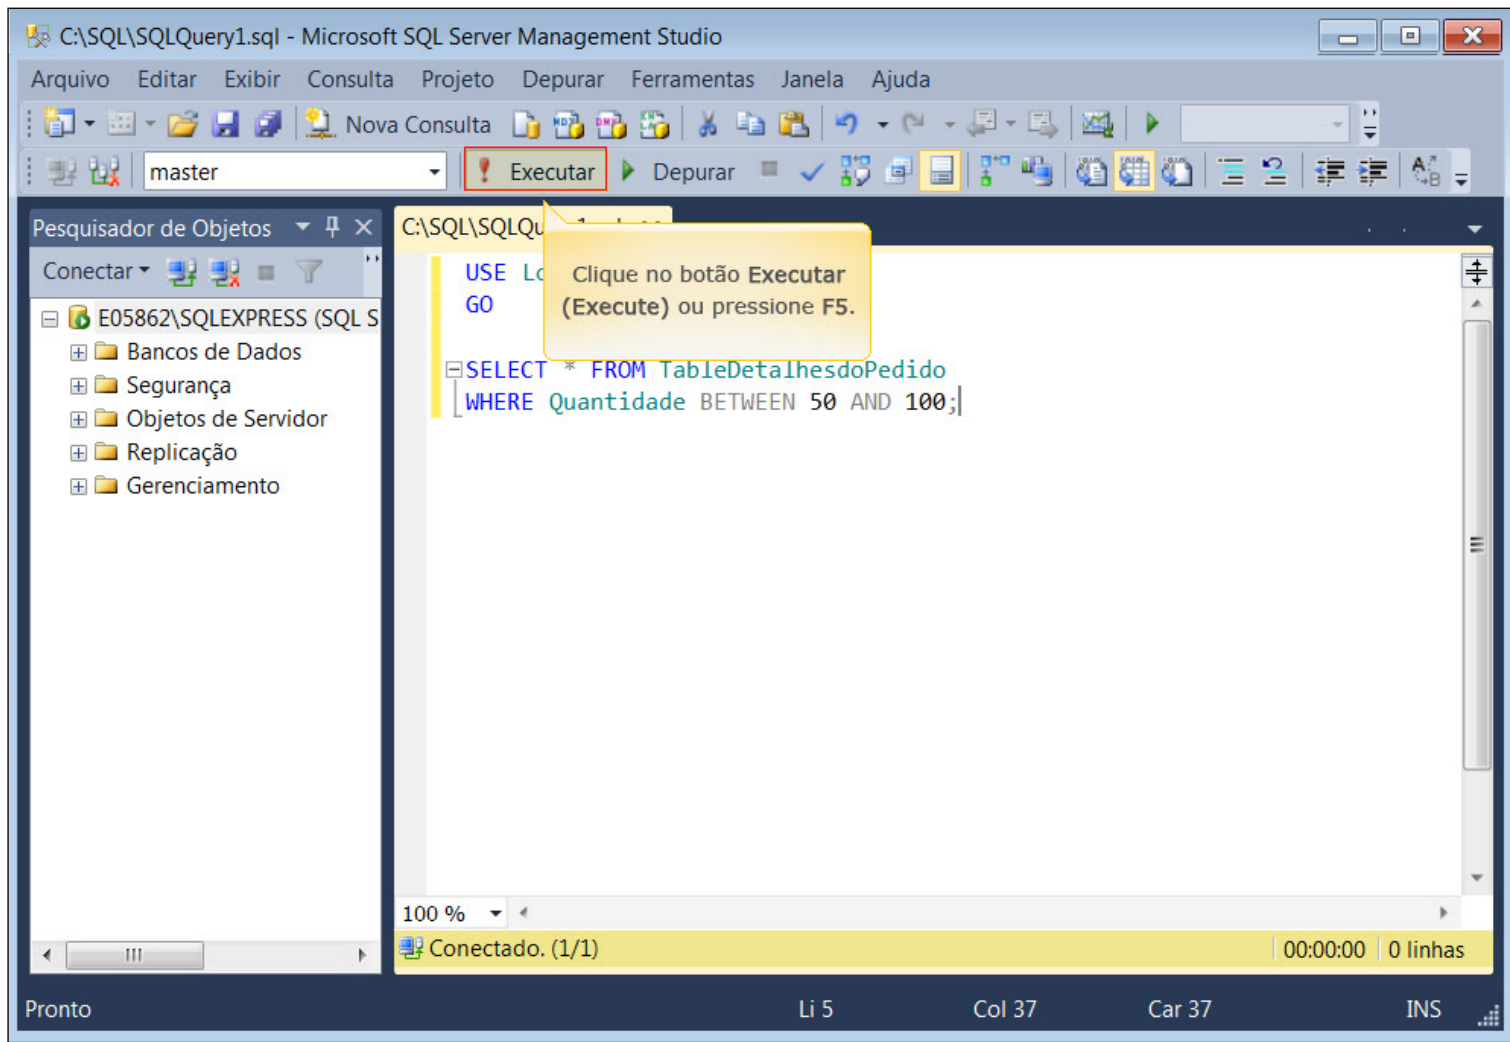 C:\SQL\SQLQuery1.sql - Microsoft SQL Server Management Studio
Arquivo Editar Exibir Consulta Projeto Depurar Ferramentas Janela Ajuda
Nova Consulta
master Executar Depurar
Pesquisador de Objetos
C:\SQL\SQLQu
Conectar
E05862\SQLEXPRESS (SQL S
Bancos de Dados
Segurança
Objetos de Servidor
Replicação
Gerenciamento
USE Lo
GO
Clique no botão Executar
(Execute) ou pressione F5.
SELECT * FROM TableDetalhesdoPedido
WHERE Quantidade BETWEEN 50 AND 100;
100 %
Conectado. (1/1) 00:00:00 0 linhas
Pronto Li 5 Col 37 Car 37 INS